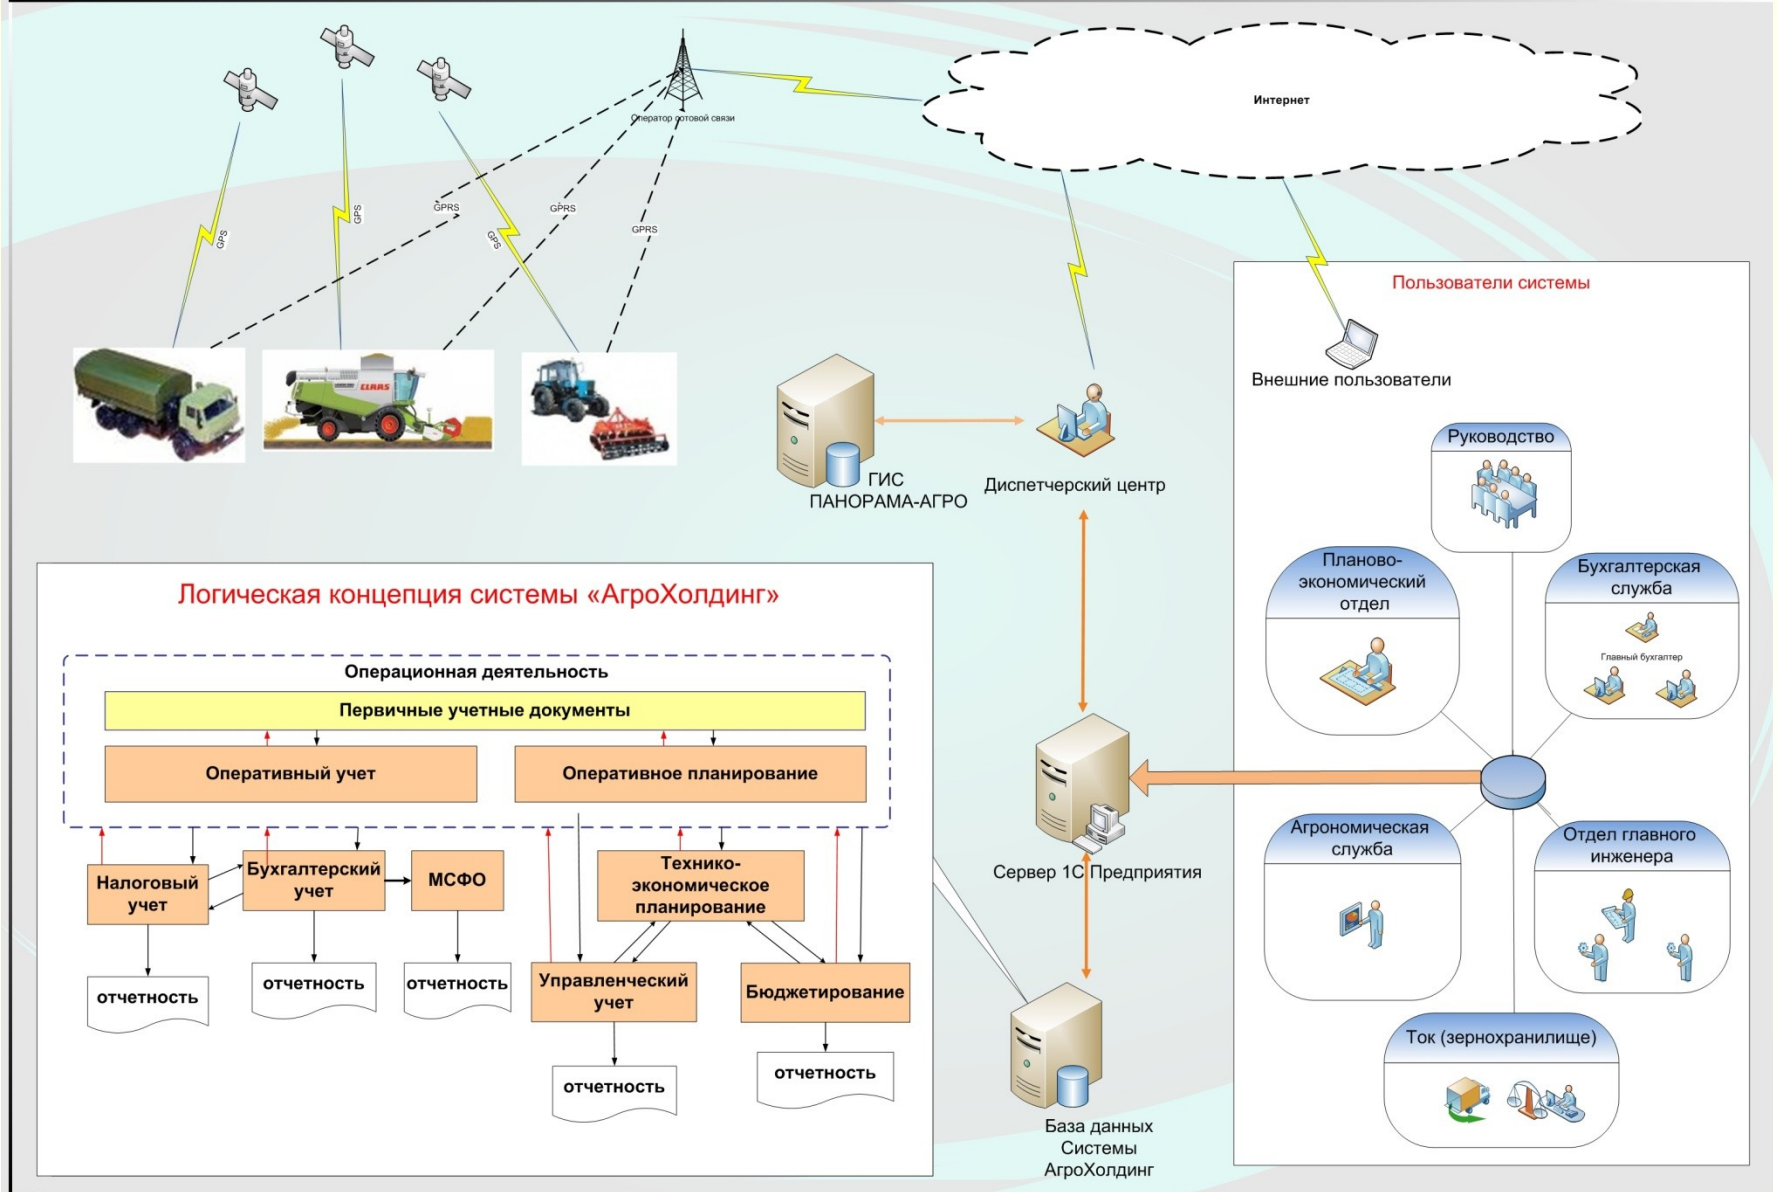 Интернет
Оператор сотовой связи
GPS
GPS
GPS
GPRS
GPRS
GPRS
CLAAS
Пользователи системы
Внешние пользователи
ГИС
ПАНОРАМА-АГРО
Диспетчерский центр
Руководство
Планово-
экономический
отдел
Бухгалтерская
служба
Главный бухгалтер
Логическая концепция системы «АгроХолдинг»
Операционная деятельность
Первичные учетные документы
Оперативный учет
Оперативное планирование
Налоговый
учет
Бухгалтерский
учет
МСФО
Технико-
экономическое
планирование
отчетность
отчетность
отчетность
Управленческий
учет
Бюджетирование
отчетность
отчетность
Сервер 1С Предприятия
Агрономическая
служба
Отдел главного
инженера
Ток (зернохранилище)
База данных
Системы
АгроХолдинг